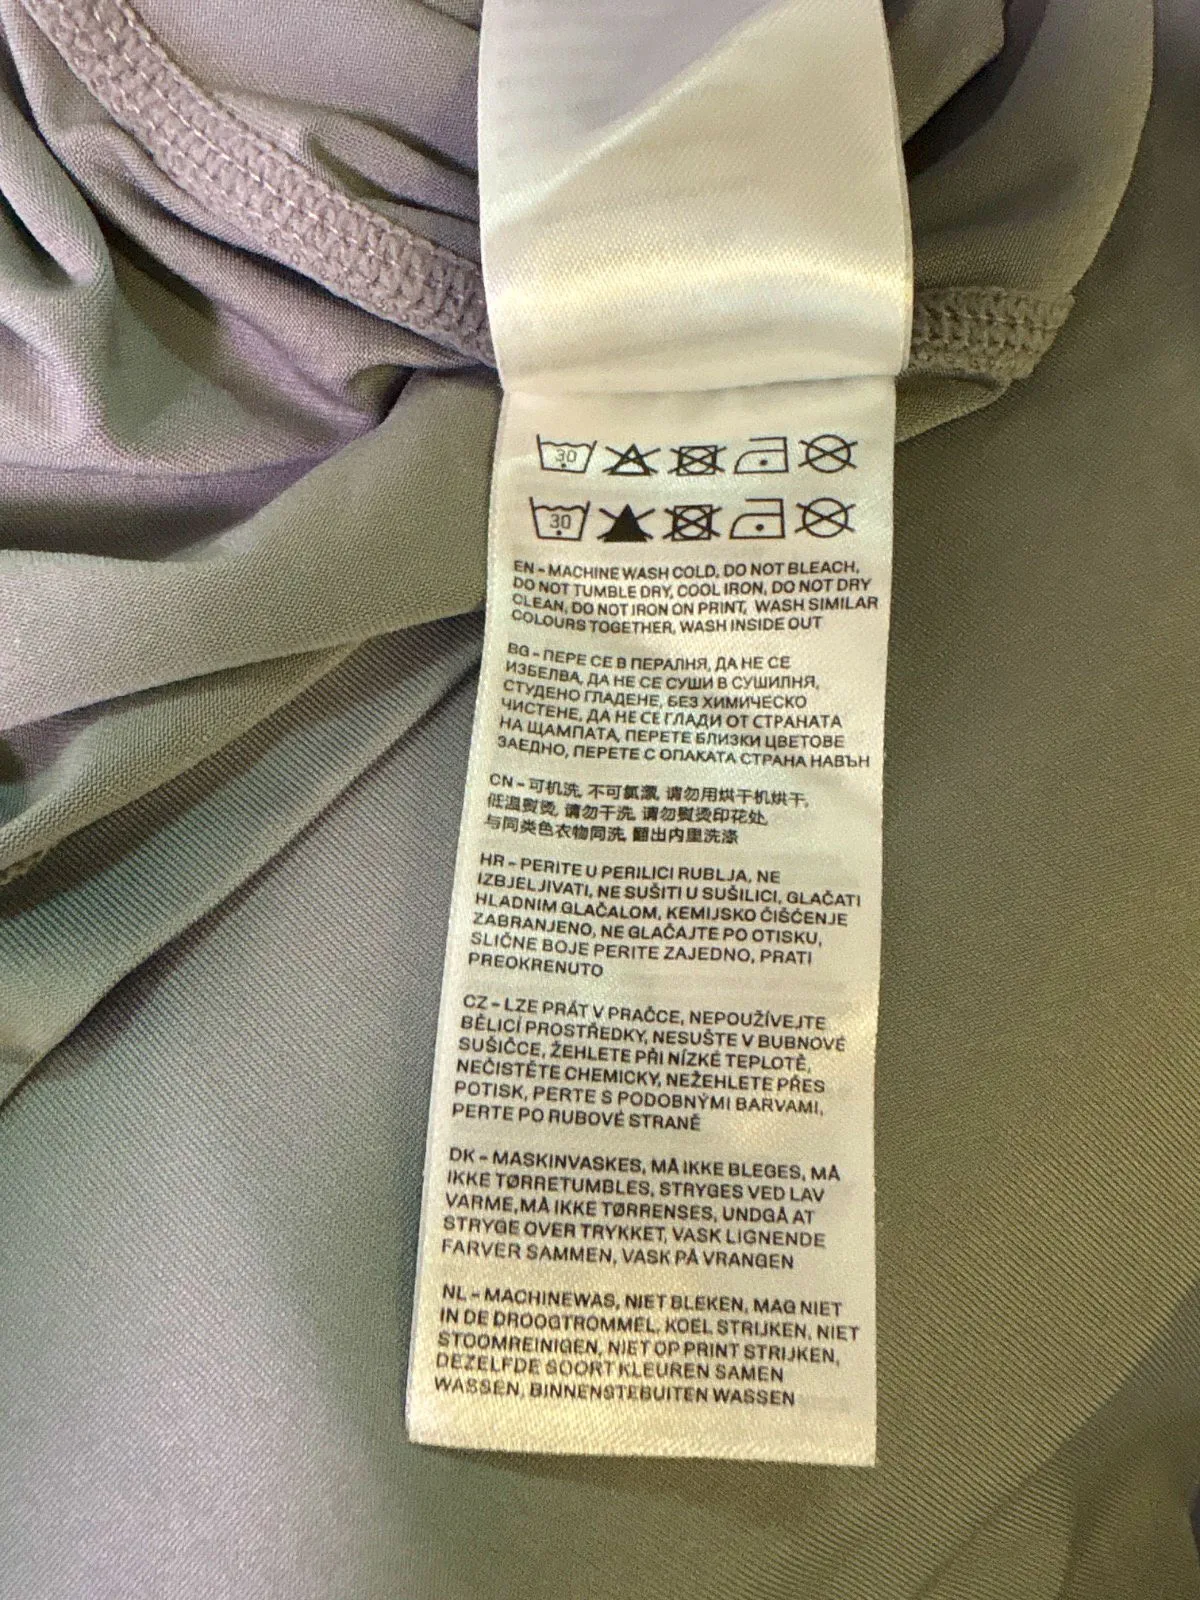 30
30
EN - MACHINE WASH COLD, DO NOT BLEACH,
DO NOT TUMBLE DRY, COOL IRON, DO NOT DRY
CLEAN, DO NOT IRON ON PRINT, WASH SIMILAR
COLOURS TOGETHER, WASH INSIDE OUT
BG - ПЕРЕ СЕ В ПЕРАЛНЯ, ДА НЕ СЕ
ИЗБЕЛВА, ДА НЕ СЕ СУШИ В СУШИЛНЯ,
СТУДЕНО ГЛАДЕНЕ, БЕЗ ХИМИЧЕСКО
ЧИСТЕНЕ, ДА НЕ СЕ ГЛАДИ ОТ СТРАНАТА
НА ЩАМПАТА, ПЕРЕТЕ БЛИЗКИ ЦВЕТОВЕ
ЗАЕДНО, ПЕРЕТЕ С ОПАКАТА СТРАНА НАВЪН
CN - 可机洗, 不可氯漂, 请勿用烘干机烘干,
低温熨烫, 请勿干洗, 请勿熨烫印花处,
与同类色衣物同洗, 翻出内里洗涤
HR - PERITE U PERILICI RUBLJA, NE
IZBJELJIVATI, NE SUŠITI U SUŠILICI, GLAČATI
HLADNIM GLAČALOM, KEMIJSKO ČIŠĆENJE
ZABRANJENO, NE GLAČAJTE PO OTISKU,
SLIČNE BOJE PERITE ZAJEDNO, PRATI
PREOKRENUTO
CZ - LZE PRÁT V PRAČCE, NEPOUŽÍVEJTE
BĚLICÍ PROSTŘEDKY, NESUŠTE V BUBNOVÉ
SUŠIČCE, ŽEHLETE PŘI NÍZKÉ TEPLOTĚ,
NEČISTĚTE CHEMICKY, NEŽEHLETE PŘES
POTISK, PERTE S PODOBNÝMI BARVAMI,
PERTE PO RUBOVÉ STRANĚ
DK - MASKINVASKES, MÅ IKKE BLEGES, MÅ
IKKE TØRRETUMBLES, STRYGES VED LAV
VARME,MÅ IKKE TØRRENSES, UNDGÅ AT
STRYGE OVER TRYKKET, VASK LIGNENDE
FARVER SAMMEN, VASK PÅ VRANGEN
NL - MACHINEWAS, NIET BLEKEN, MAG NIET
IN DE DROOGTROMMEL, KOEL STRIJKEN, NIET
STOOMREINIGEN, NIET OP PRINT STRIJKEN,
DEZELFDE SOORT KLEUREN SAMEN
WASSEN, BINNENSTEBUITEN WASSEN